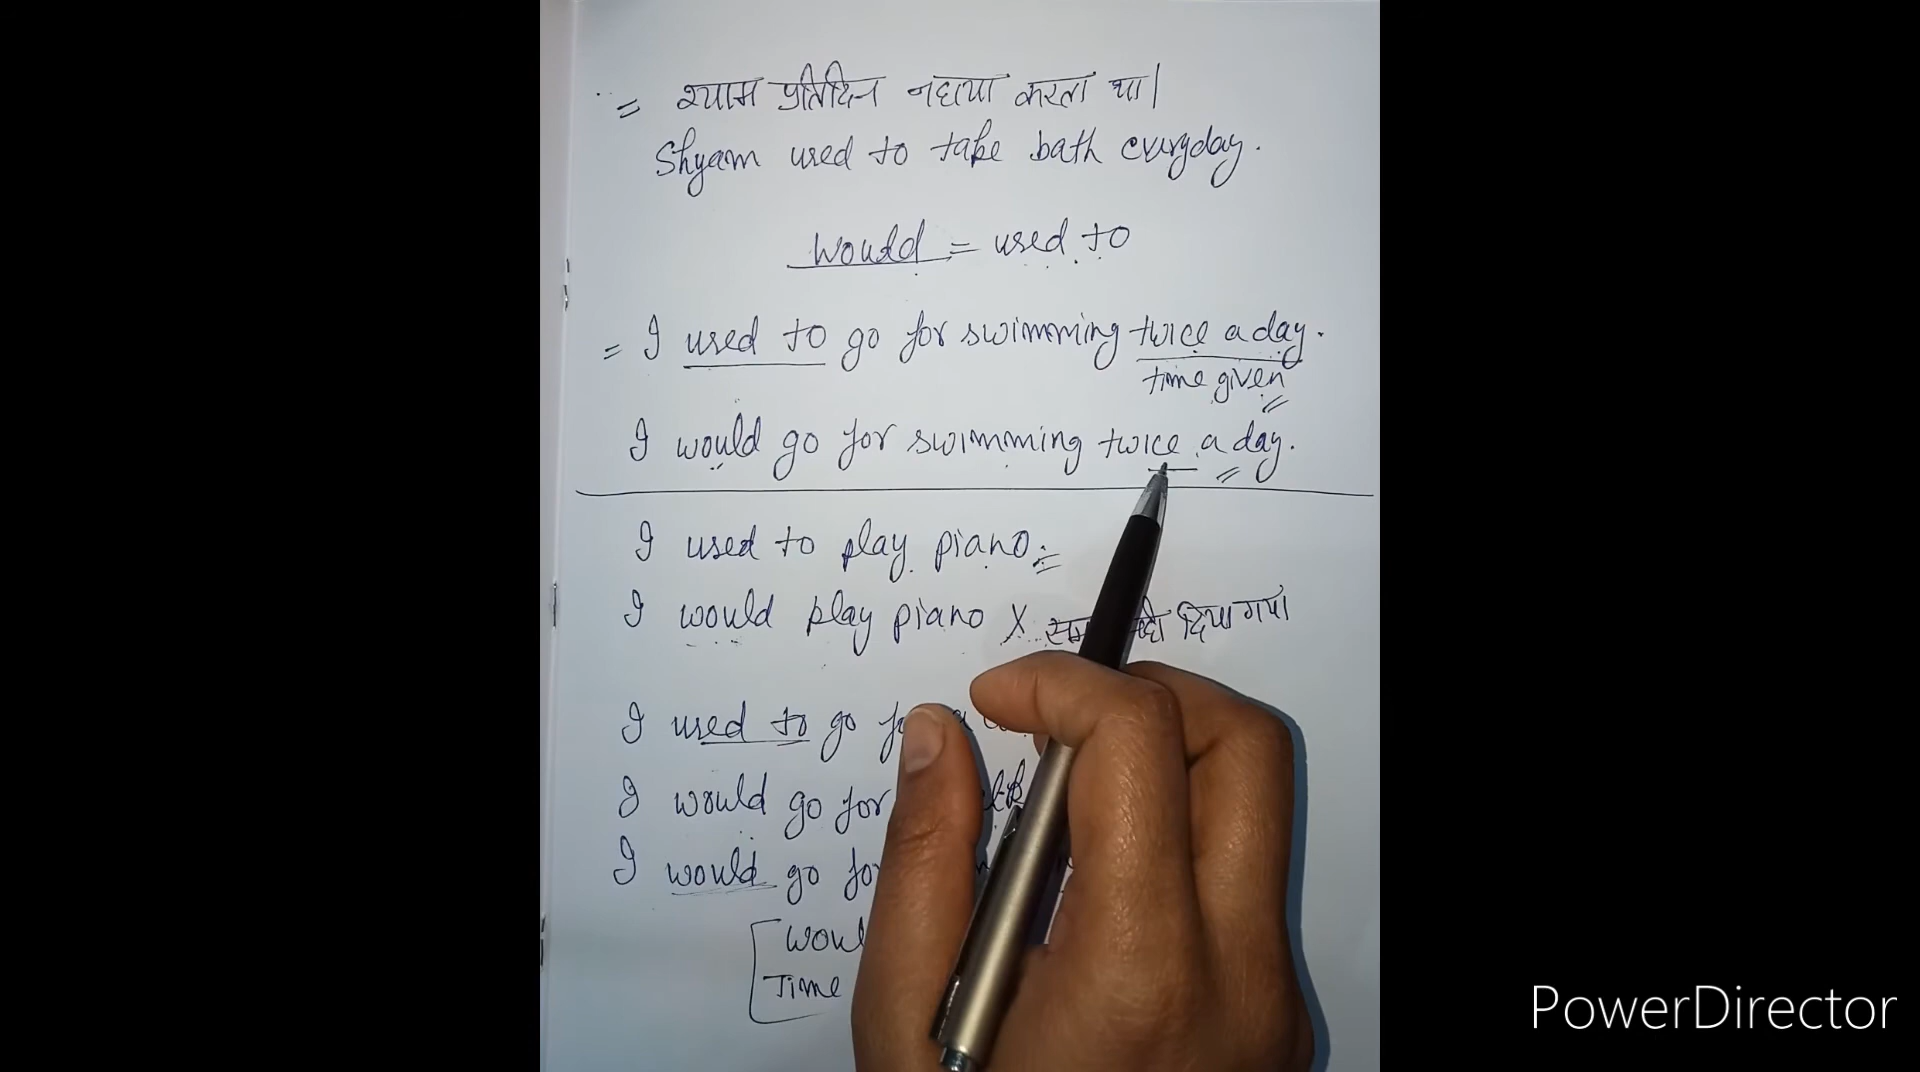 = श्याम प्रतिदिन नहाया करता था|
Shyam used to take bath everyday.
Would = used to
= I used to go for swimming twice a day.
time given
I would go for swimming twice a day.
I used to play piano.
I would play piano X दिया गया
I used to go a
I would go for
I would go
Time
PowerDirector